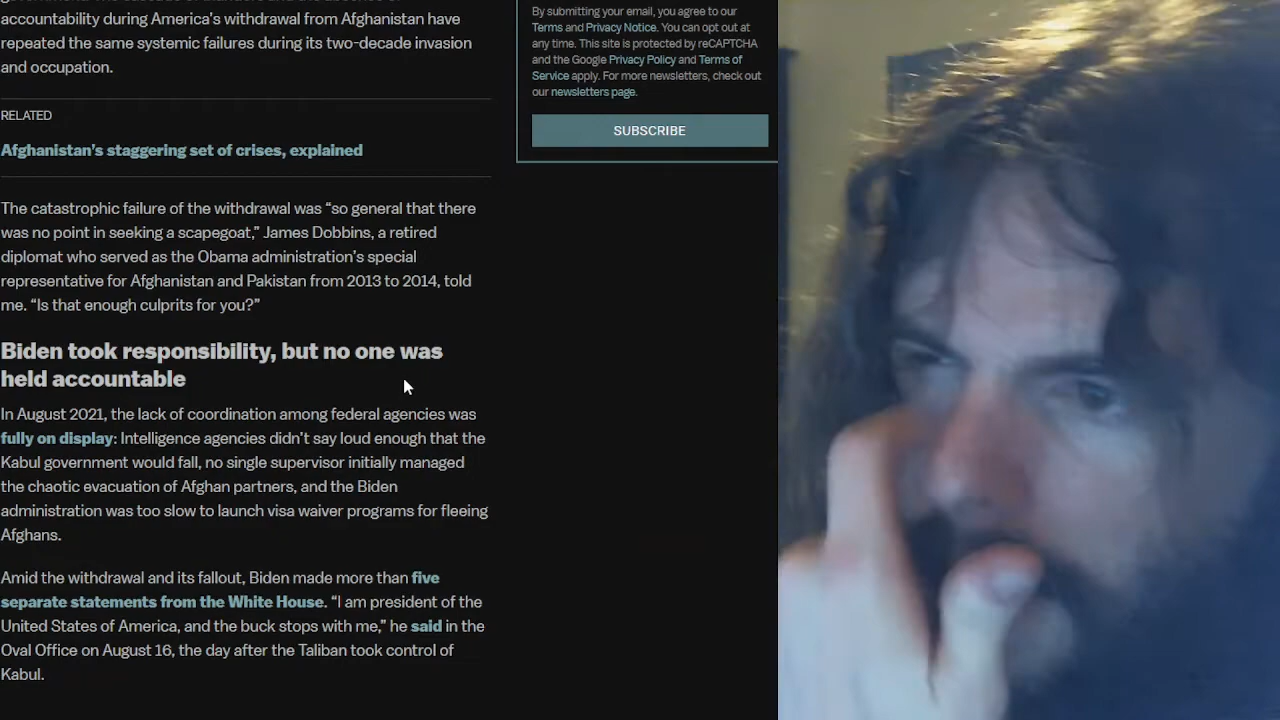 accountability during America's withdrawal from Afghanistan have
repeated the same systemic failures during its two-decade invasion
and occupation.
RELATED
Afghanistan's staggering set of crises, explained
The catastrophic failure of the withdrawal was “so general that there
was no point in seeking a scapegoat,” James Dobbins, a retired
diplomat who served as the Obama administration's special
representative for Afghanistan and Pakistan from 2013 to 2014, told
me. “Is that enough culprits for you?”
Biden took responsibility, but no one was
held accountable
In August 2021, the lack of coordination among federal agencies was
fully on display: Intelligence agencies didn't say loud enough that the
Kabul government would fall, no single supervisor initially managed
the chaotic evacuation of Afghan partners, and the Biden
administration was too slow to launch visa waiver programs for fleeing
Afghans.
Amid the withdrawal and its fallout, Biden made more than five
separate statements from the White House. “I am president of the
United States of America, and the buck stops with me,” he said in the
Oval Office on August 16, the day after the Taliban took control of
Kabul.
By submitting your email, you agree to our
Terms and Privacy Notice. You can opt out at
any time. This site is protected by reCAPTCHA
and the Google Privacy Policy and Terms of
Service apply. For more newsletters, check out
our newsletters page.
SUBSCRIBE